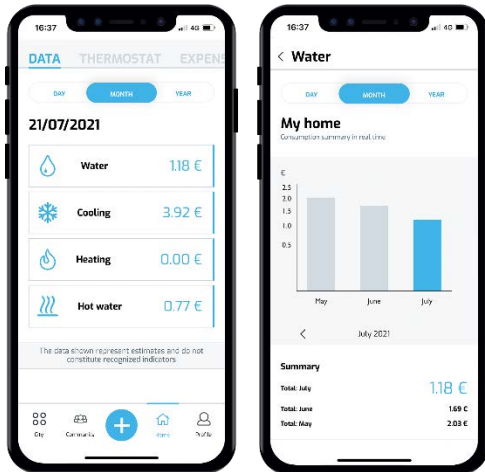 16:37
4G
DATA THERMOSTAT EXPENS
DAY MONTH YEAR
21/07/2021
Water 1.18 €
Cooling 3.92 €
Heating 0.00 €
Hot water 0.77 €
The data shown represent estimates and do not
constitute recognized indicators
City Community Home Profile
16:37
4G
< Water
DAY MONTH YEAR
My home
Consumption summary in real time
€
2.5
2.0
1.5
1.0
0.5
May June July
< July 2021
Summary
Total: July 1.18 €
Total: June 1.69 €
Total: May 2.03 €